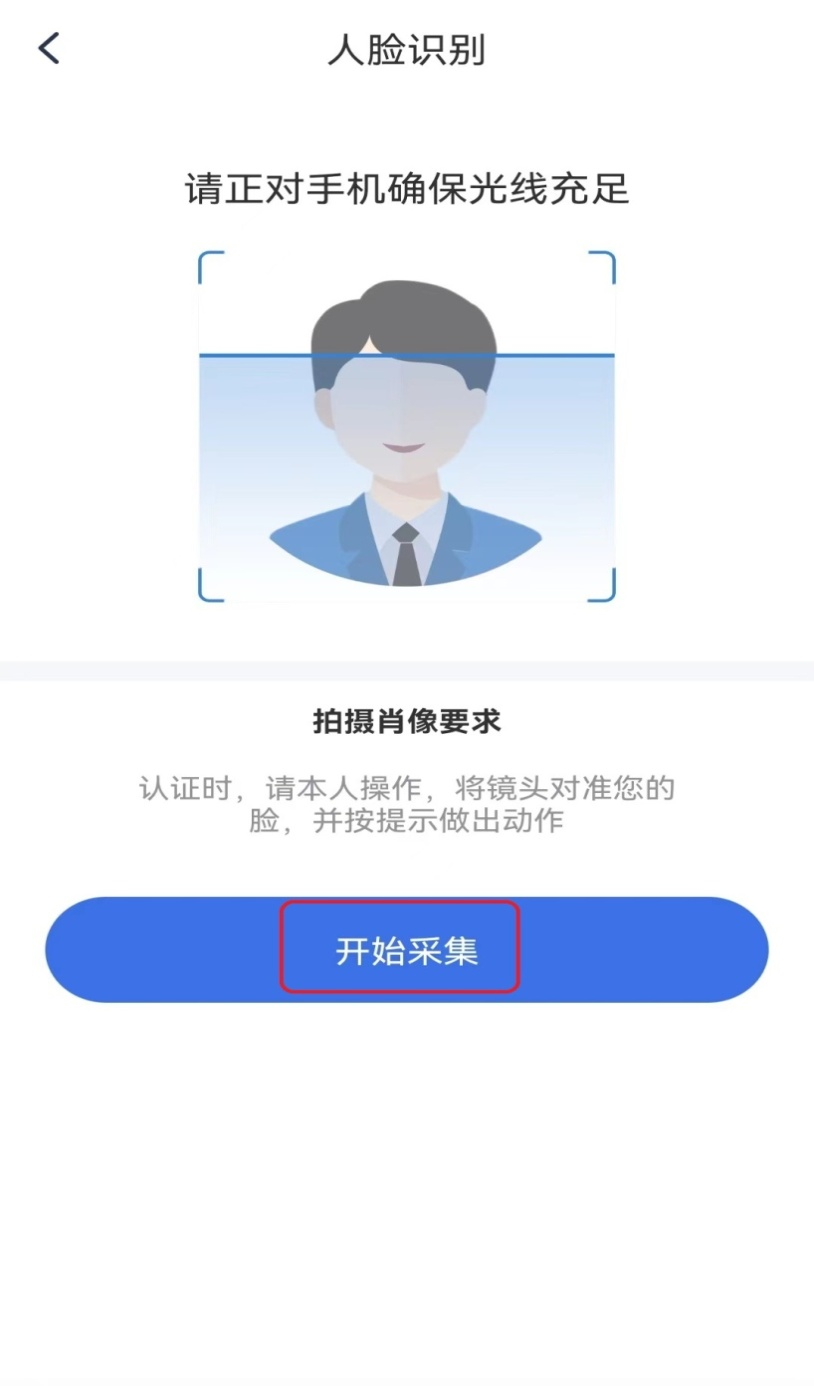 人脸识别
请正对手机确保光线充足
拍摄肖像要求
认证时，请本人操作，将镜头对准您的
脸，并按提示做出动作
开始采集